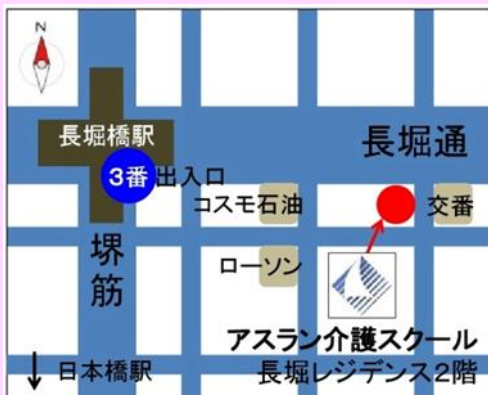 N
長堀橋駅
長堀通
3番 出入口
コスモ石油
交番
堺筋
ローソン
アスラン介護スクール
長堀レジデンス2階
日本橋駅